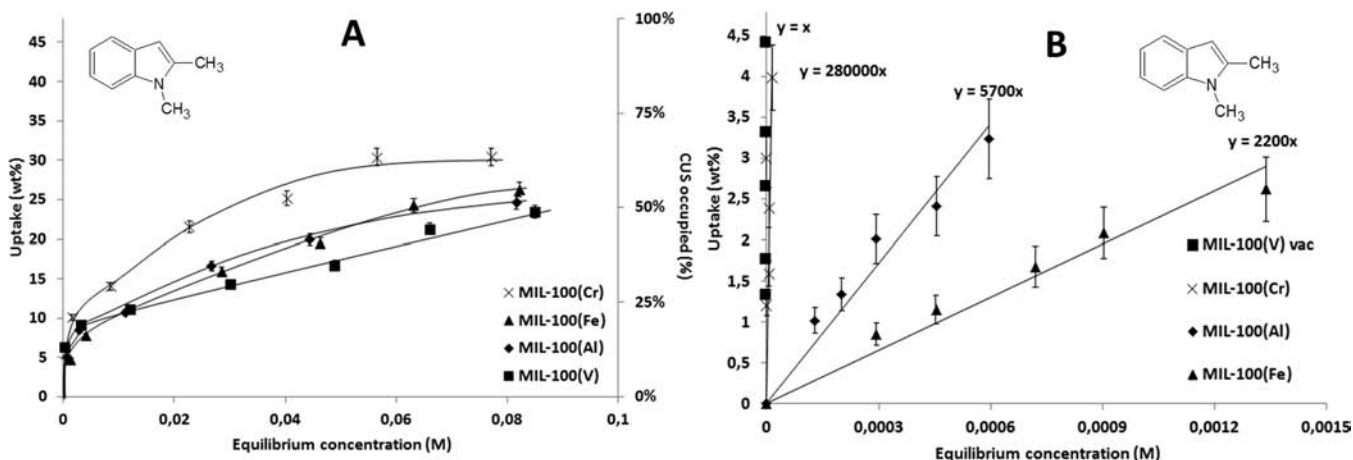 A
CH₃
N
CH₃
Uptake (wt%)
45
40
35
30
25
20
15
10
5
0
0
0,02
0,04
0,06
0,08
0,1
Equilibrium concentration (M)
100%
75%
50%
25%
0%
CUS occupied (%)
MIL-100(Cr)
MIL-100(Fe)
MIL-100(Al)
MIL-100(V)
B
CH₃
N
CH₃
y = x
y = 280000x
y = 5700x
y = 2200x
Uptake (wt%)
4,5
4
3,5
3
2,5
2
1,5
1
0,5
0
0
0,0003
0,0006
0,0009
0,0012
0,0015
Equilibrium concentration (M)
MIL-100(V) vac
MIL-100(Cr)
MIL-100(Al)
MIL-100(Fe)